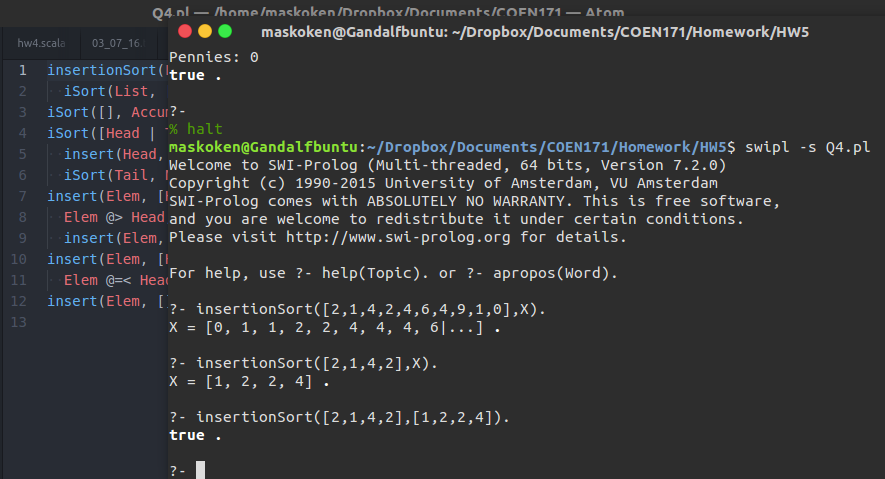 Q4.pl — /home/maskoken/Dropbox/Documents/COEN171 — Atom
hw4.scala
03_07_16.
1 insertionSort(
2 iSort(List,
3 iSort([], Accu
4 iSort([Head |
5 insert(Head,
6 iSort(Tail,
7 insert(Elem, [
8 Elem @> Head
9 insert(Elem,
10 insert(Elem, [
11 Elem @=< Hea
12 insert(Elem, [
13
maskoken@Gandalfbuntu: ~/Dropbox/Documents/COEN171/Homework/HW5
Pennies: 0
true .
?-
% halt
maskoken@Gandalfbuntu:~/Dropbox/Documents/COEN171/Homework/HW5$ swipl -s Q4.pl
Welcome to SWI-Prolog (Multi-threaded, 64 bits, Version 7.2.0)
Copyright (c) 1990-2015 University of Amsterdam, VU Amsterdam
SWI-Prolog comes with ABSOLUTELY NO WARRANTY. This is free software,
and you are welcome to redistribute it under certain conditions.
Please visit http://www.swi-prolog.org for details.
For help, use ?- help(Topic). or ?- apropos(Word).
?- insertionSort([2,1,4,2,4,6,4,9,1,0],X).
X = [0, 1, 1, 2, 2, 4, 4, 4, 6|...] .
?- insertionSort([2,1,4,2],X).
X = [1, 2, 2, 4] .
?- insertionSort([2,1,4,2],[1,2,2,4]).
true .
?-